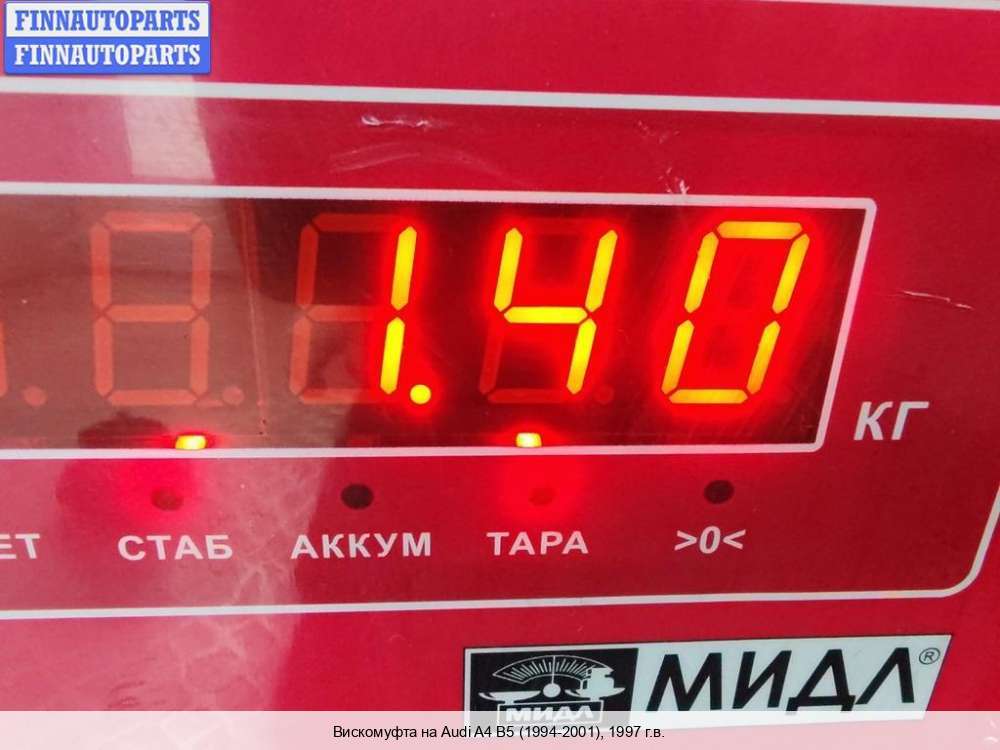 FINNAUTOPARTS
FINNAUTOPARTS
1.40
КГ
СТАБ АККУМ ТАРА >0<
МИДЛ®
МИДЛ
Вискомуфта на Audi A4 B5 (1994-2001), 1997 г.в.